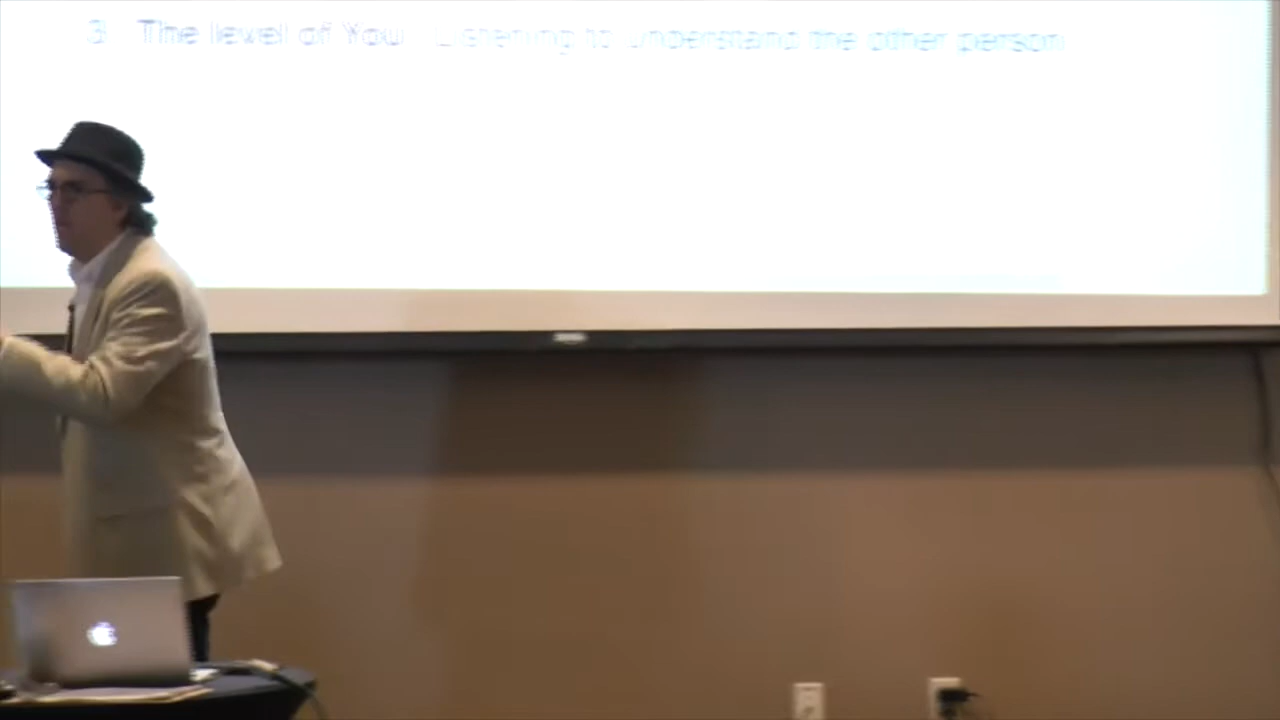 3 The level of You Listening to understand the other person